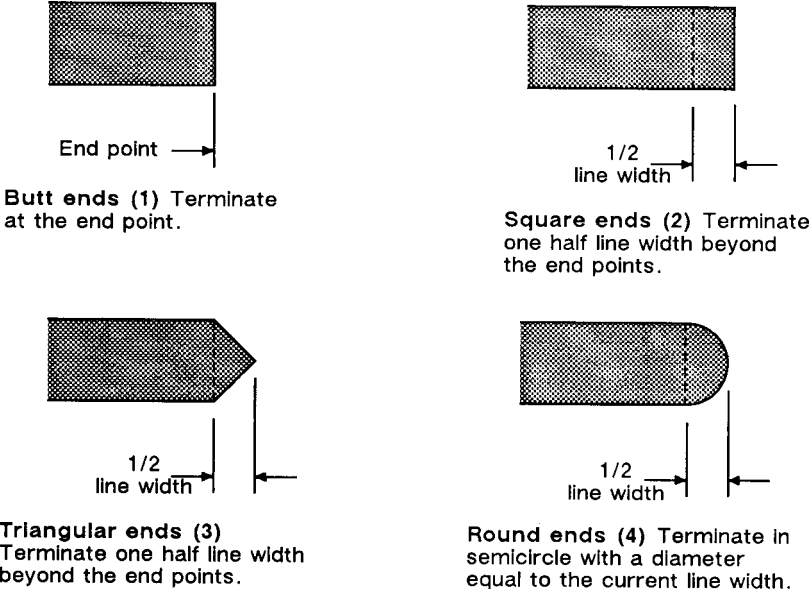 End point
Butt ends (1) Terminate
at the end point.
1/2
line width
Square ends (2) Terminate
one half line width beyond
the end points.
1/2
line width
Triangular ends (3)
Terminate one half line width
beyond the end points.
1/2
line width
Round ends (4) Terminate in
semicircle with a diameter
equal to the current line width.